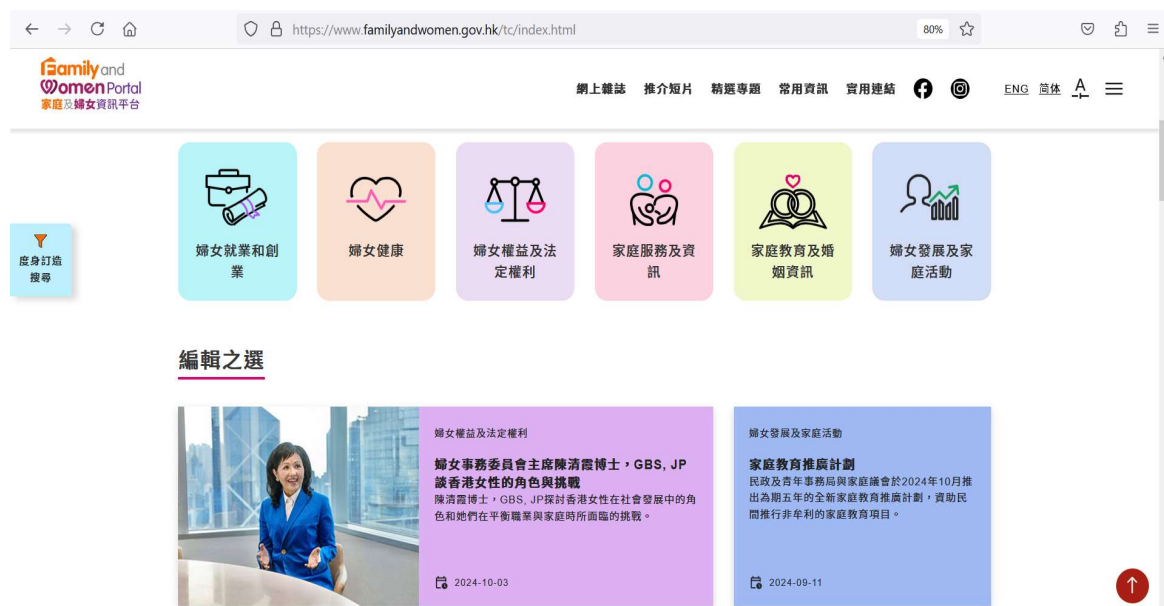 https://www.familyandwomen.gov.hk/tc/index.html
80%
Family and
Women Portal
家庭及婦女資訊平台
網上雜誌 推介短片 精選專題 常用資訊 實用連結 ENG 简体 A
度身訂造
搜尋
婦女就業和創
業
婦女健康
婦女權益及法
定權利
家庭服務及資
訊
家庭教育及婚
姻資訊
婦女發展及家
庭活動
編輯之選
婦女權益及法定權利
婦女事務委員會主席陳清霞博士，GBS, JP
談香港女性的角色與挑戰
陳清霞博士，GBS, JP探討香港女性在社會發展中的角
色和她們在平衡職業與家庭時所面臨的挑戰。
2024-10-03
婦女發展及家庭活動
家庭教育推廣計劃
民政及青年事務局與家庭議會於2024年10月推
出為期五年的全新家庭教育推廣計劃，資助民
間推行非牟利的家庭教育項目。
2024-09-11